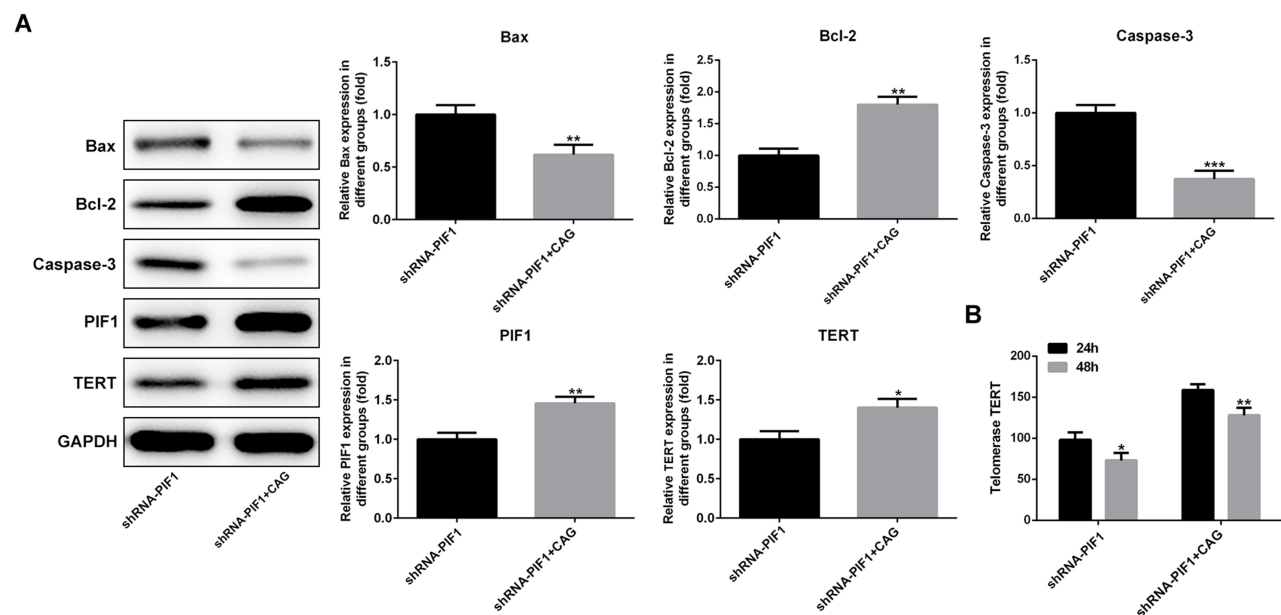 A
Bax
Bcl-2
Caspase-3
PIF1
TERT
GAPDH
shRNA-PIF1
shRNA-PIF1+CAG
Bax
Relative Bax expression in
different groups (fold)
1.5
1.0
0.5
0.0
**
shRNA-PIF1
shRNA-PIF1+CAG
Bcl-2
Relative Bcl-2 expression in
different groups (fold)
2.5
2.0
1.5
1.0
0.5
0.0
**
shRNA-PIF1
shRNA-PIF1+CAG
Caspase-3
Relative Caspase-3 expression in
different groups (fold)
1.5
1.0
0.5
0.0
***
shRNA-PIF1
shRNA-PIF1+CAG
PIF1
Relative PIF1 expression in
different groups (fold)
2.0
1.5
1.0
0.5
0.0
**
shRNA-PIF1
shRNA-PIF1+CAG
TERT
Relative TERT expression in
different groups (fold)
2.0
1.5
1.0
0.5
0.0
*
shRNA-PIF1
shRNA-PIF1+CAG
B
24h
48h
Telomerase TERT
200
150
100
50
0
*
**
shRNA-PIF1
shRNA-PIF1+CAG